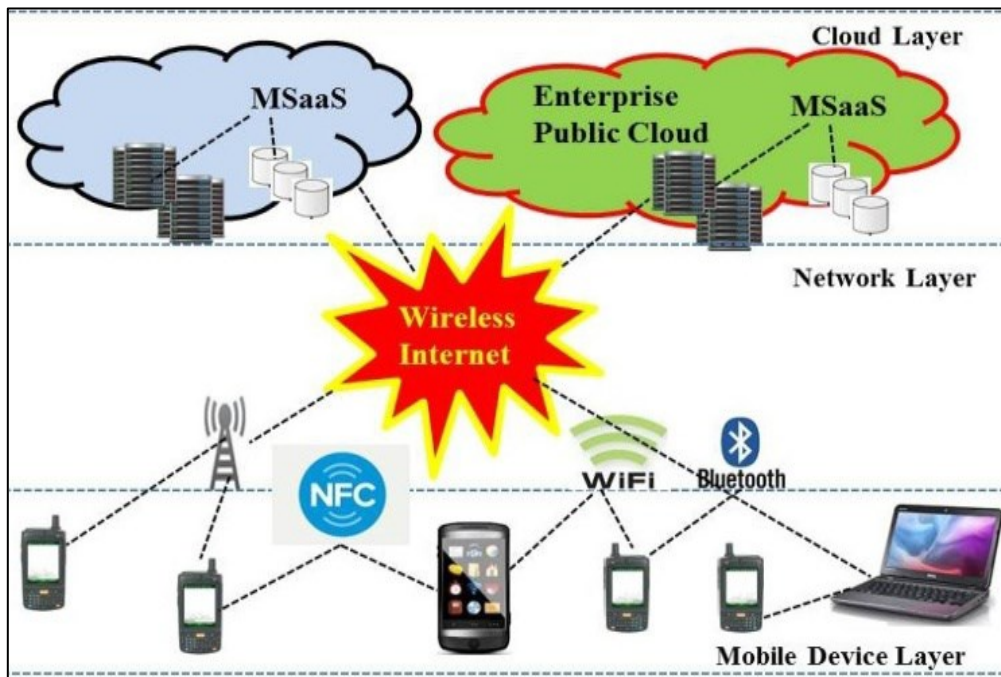 Cloud Layer
MSaaS
Enterprise
Public Cloud
MSaaS
Network Layer
Wireless
Internet
NFC
WiFi
Bluetooth
Mobile Device Layer